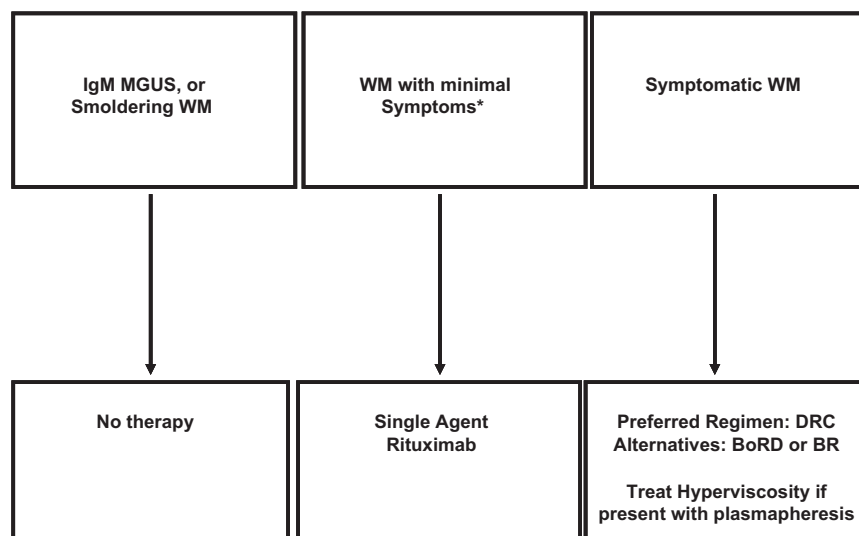 IgM MGUS, or
Smoldering WM
WM with minimal
Symptoms*
Symptomatic WM
No therapy
Single Agent
Rituximab
Preferred Regimen: DRC
Alternatives: BoRD or BR
Treat Hyperviscosity if
present with plasmapheresis